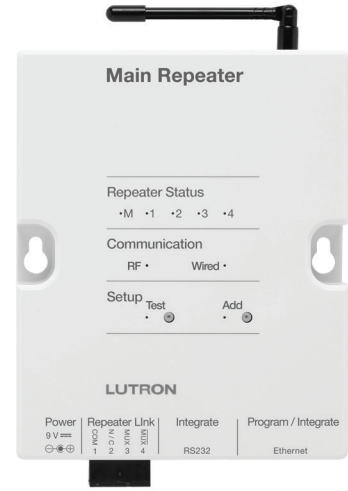 Main Repeater
Repeater Status
•M •1 •2 •3 •4
Communication
RF • Wired •
Setup
Test Add
LUTRON
Power Repeater Link Integrate Program / Integrate
9 V COM N / C MUX MUX
1 2 3 4 RS232 Ethernet